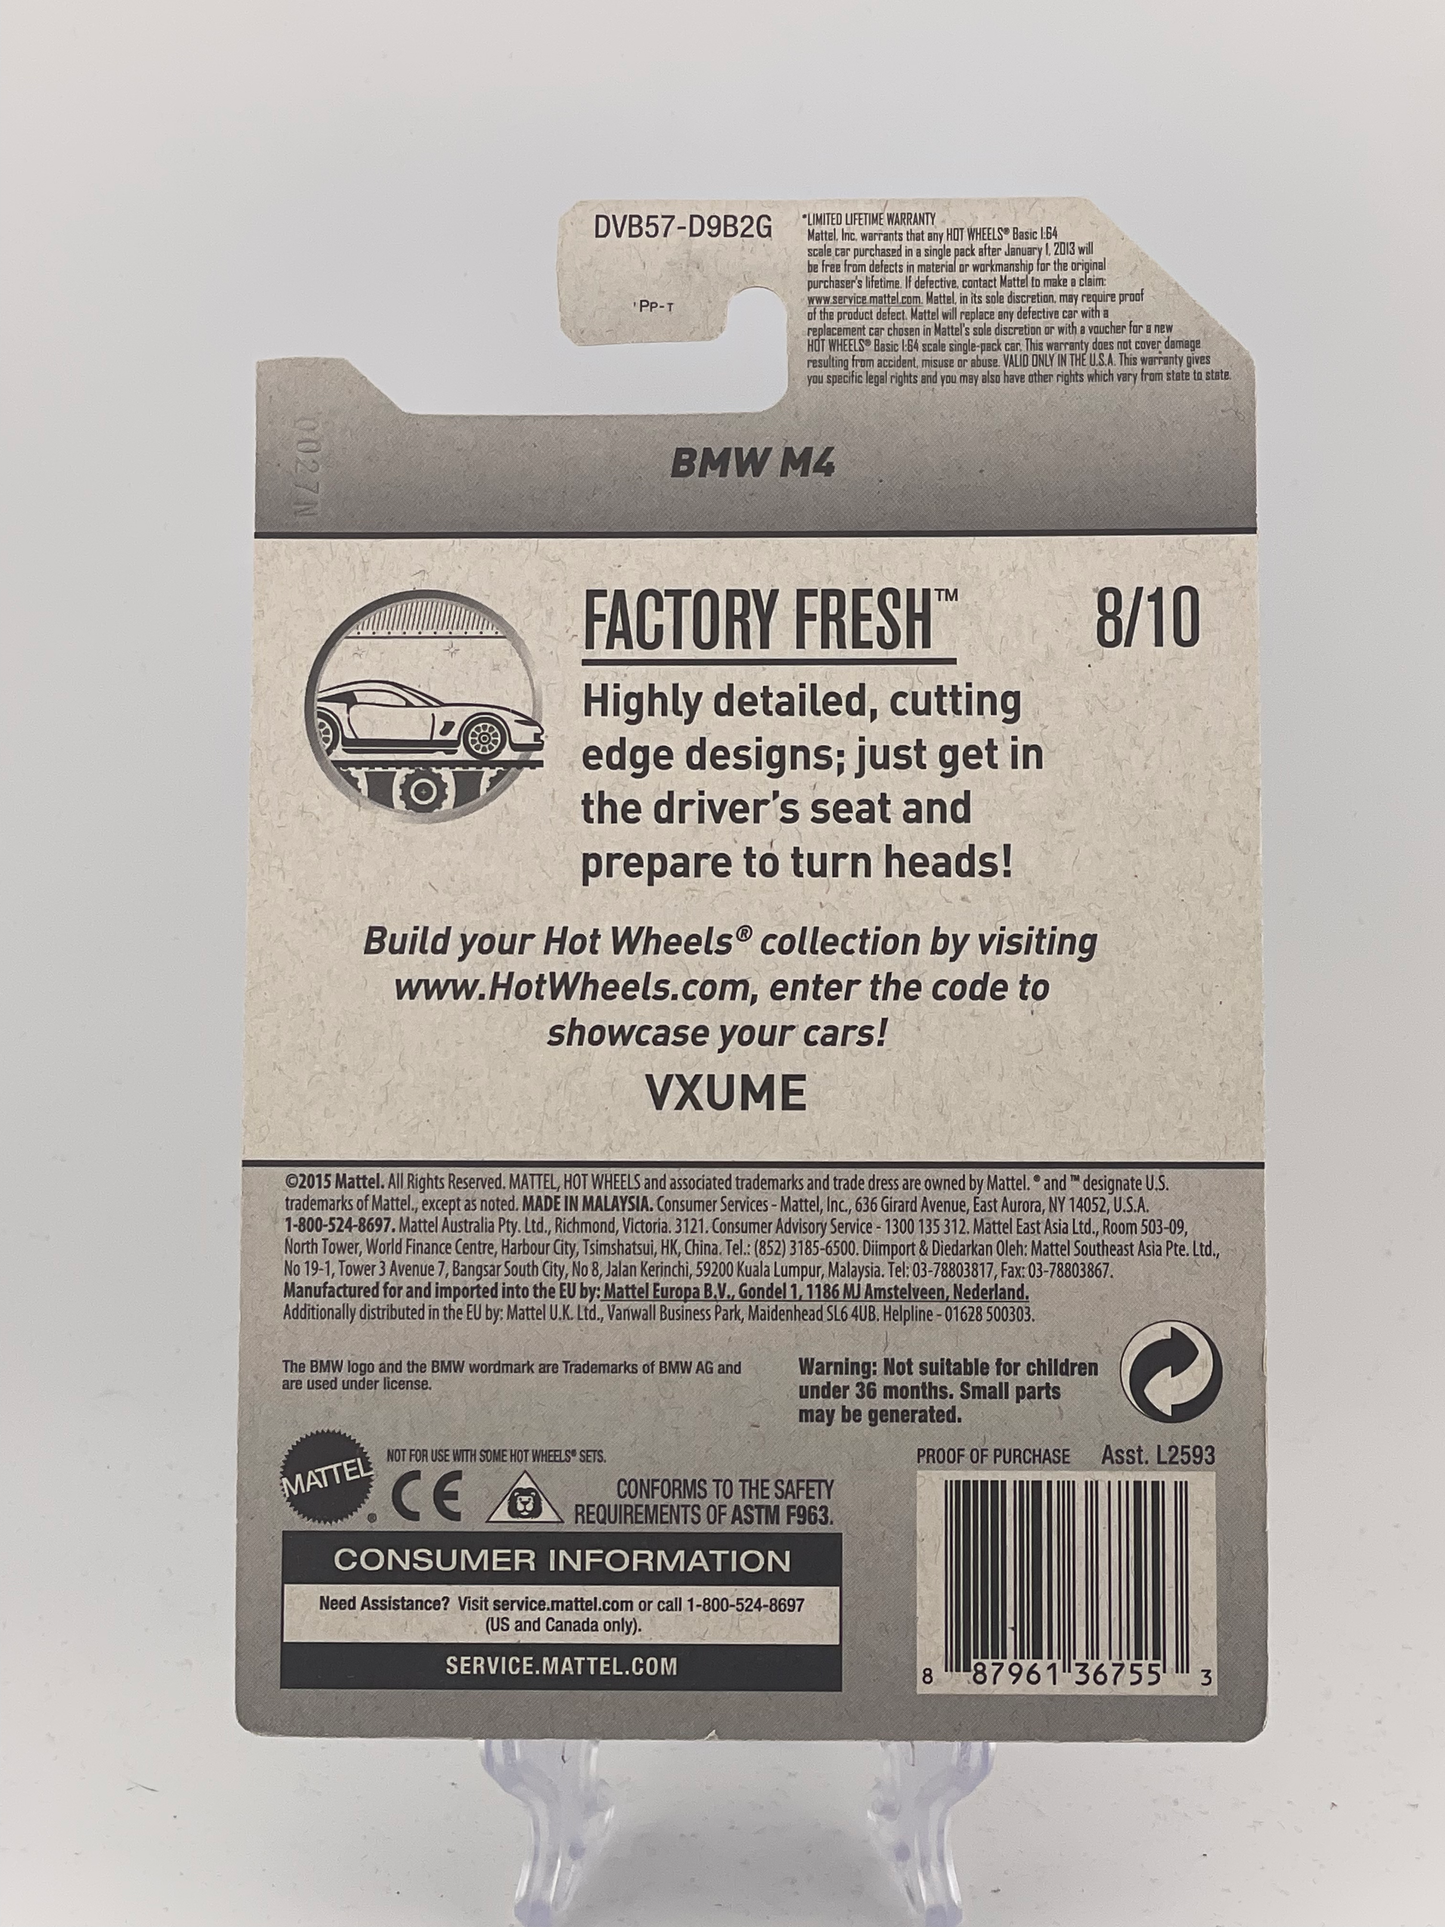 DVB57-D9B2G
'PP-T
*LIMITED LIFETIME WARRANTY
Mattel, Inc. warrants that any HOT WHEELS® Basic 1:64
scale car purchased in a single pack after January 1, 2013 will
be free from defects in material or workmanship for the original
purchaser's lifetime. If defective, contact Mattel to make a claim:
www.service.mattel.com. Mattel, in its sole discretion, may require proof
of the product defect. Mattel will replace any defective car with a
replacement car chosen in Mattel's sole discretion or with a voucher for a new
HOT WHEELS® Basic 1:64 scale single-pack car. This warranty does not cover damage
resulting from accident, misuse or abuse. VALID ONLY IN THE U.S.A. This warranty gives
you specific legal rights and you may also have other rights which vary from state to state.
0027N
BMW M4
FACTORY FRESH™ 8/10
Highly detailed, cutting
edge designs; just get in
the driver's seat and
prepare to turn heads!
Build your Hot Wheels® collection by visiting
www.HotWheels.com, enter the code to
showcase your cars!
VXUME
©2015 Mattel. All Rights Reserved. MATTEL, HOT WHEELS and associated trademarks and trade dress are owned by Mattel. ® and ™ designate U.S.
trademarks of Mattel., except as noted. MADE IN MALAYSIA. Consumer Services - Mattel, Inc., 636 Girard Avenue, East Aurora, NY 14052, U.S.A.
1-800-524-8697. Mattel Australia Pty. Ltd., Richmond, Victoria. 3121. Consumer Advisory Service - 1300 135 312. Mattel East Asia Ltd., Room 503-09,
North Tower, World Finance Centre, Harbour City, Tsimshatsui, HK, China. Tel.: (852) 3185-6500. Diimport & Diedarkan Oleh: Mattel Southeast Asia Pte. Ltd.,
No 19-1, Tower 3 Avenue 7, Bangsar South City, No 8, Jalan Kerinchi, 59200 Kuala Lumpur, Malaysia. Tel: 03-78803817, Fax: 03-78803867.
Manufactured for and imported into the EU by: Mattel Europa B.V., Gondel 1, 1186 MJ Amstelveen, Nederland.
Additionally distributed in the EU by: Mattel U.K. Ltd., Vanwall Business Park, Maidenhead SL6 4UB. Helpline - 01628 500303.
The BMW logo and the BMW wordmark are Trademarks of BMW AG and
are used under license.
Warning: Not suitable for children
under 36 months. Small parts
may be generated.
MATTEL®
NOT FOR USE WITH SOME HOT WHEELS® SETS.
CE
CONFORMS TO THE SAFETY
REQUIREMENTS OF ASTM F963.
PROOF OF PURCHASE Asst. L2593
CONSUMER INFORMATION
Need Assistance? Visit service.mattel.com or call 1-800-524-8697
(US and Canada only).
SERVICE.MATTEL.COM
8 87961 36755 3